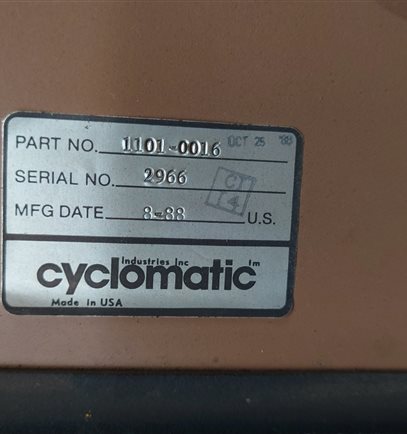 PART NO. 1101-0016 OCT 25 '88
SERIAL NO. 2966
C
14
MFG DATE 8-88 U.S.
Industries Inc tm
cyclomatic
Made in USA